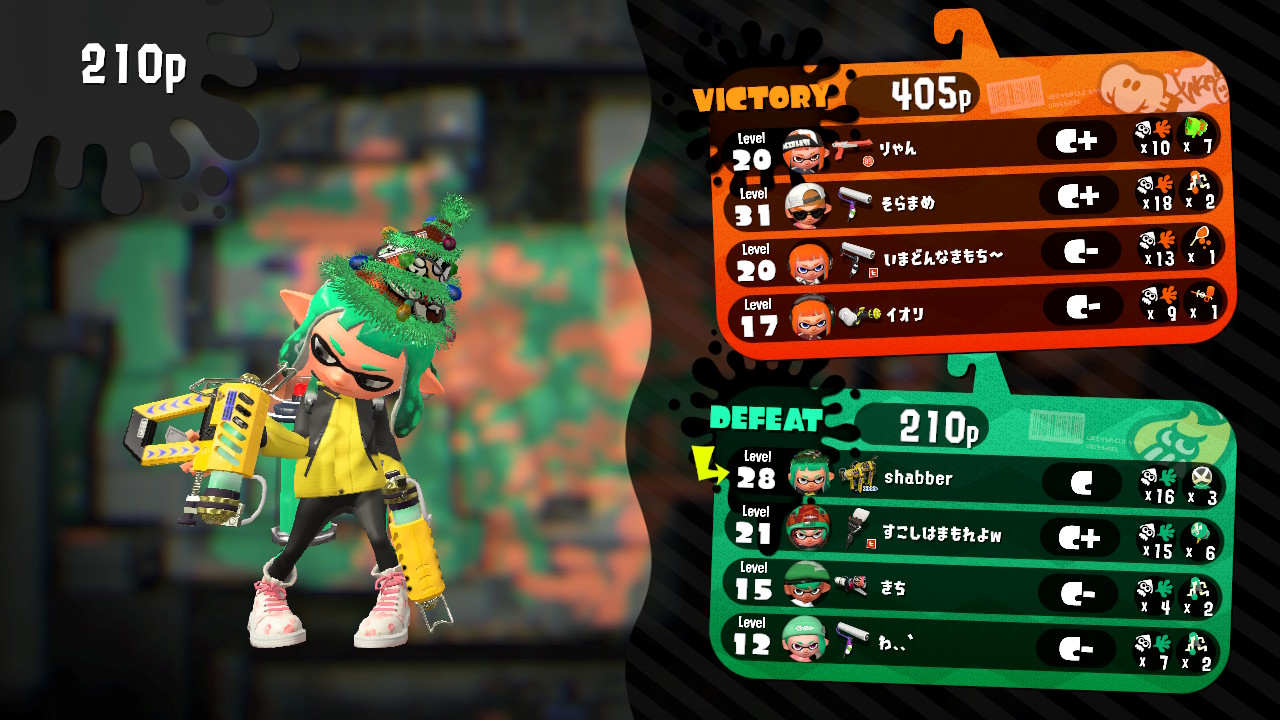 210p
VICTORY 405p
Level 20 りゃん C+ x10 x7
Level 31 そらまめ C+ x18 x2
Level 20 いまどんなきもち～ C- x13 x1
Level 17 イオリ C- x9 x1
DEFEAT 210p
Level 28 shabber C x16 x3
Level 21 すこしはまもれよw C+ x15 x6
Level 15 きち C- x4 x2
Level 12 わ、、` C- x7 x2